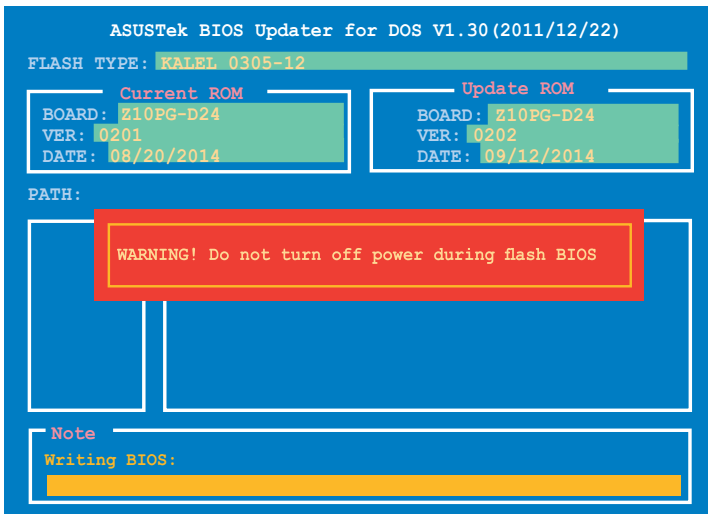 ASUSTek BIOS Updater for DOS V1.30(2011/12/22)
FLASH TYPE: KALEL 0305-12
Current ROM
BOARD: Z10PG-D24
VER: 0201
DATE: 08/20/2014
Update ROM
BOARD: Z10PG-D24
VER: 0202
DATE: 09/12/2014
PATH:
WARNING! Do not turn off power during flash BIOS
Note
Writing BIOS: